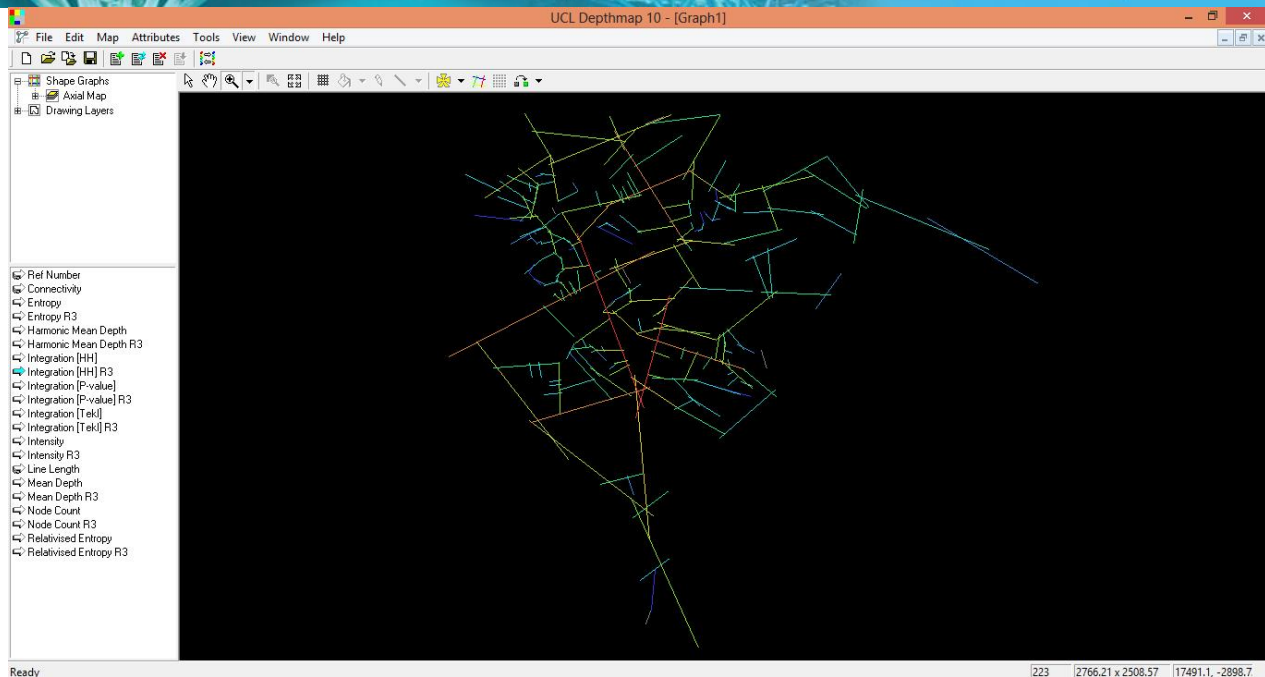 UCL Depthmap 10 - [Graph1]
File Edit Map Attributes Tools View Window Help
Shape Graphs
Axial Map
Drawing Layers
Ref Number
Connectivity
Entropy
Entropy R3
Harmonic Mean Depth
Harmonic Mean Depth R3
Integration [HH]
Integration [HH] R3
Integration [P-value]
Integration [P-value] R3
Integration [Tekl]
Integration [Tekl] R3
Intensity
Intensity R3
Line Length
Mean Depth
Mean Depth R3
Node Count
Node Count R3
Relativised Entropy
Relativised Entropy R3
Ready 223 2766.21 x 2508.57 17491.1, -2898.7